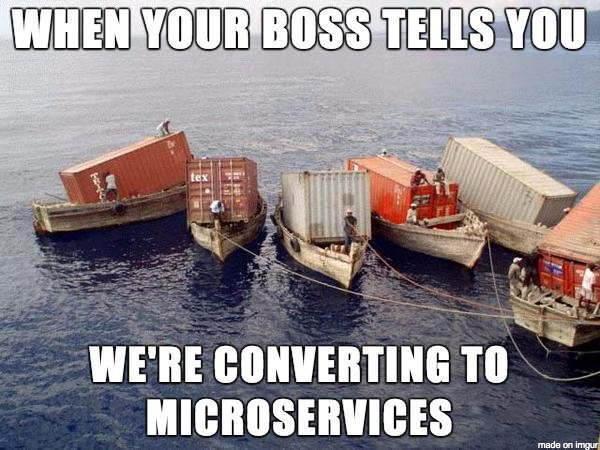 WHEN YOUR BOSS TELLS YOU
tex
WE'RE CONVERTING TO
MICROSERVICES
made on imgur